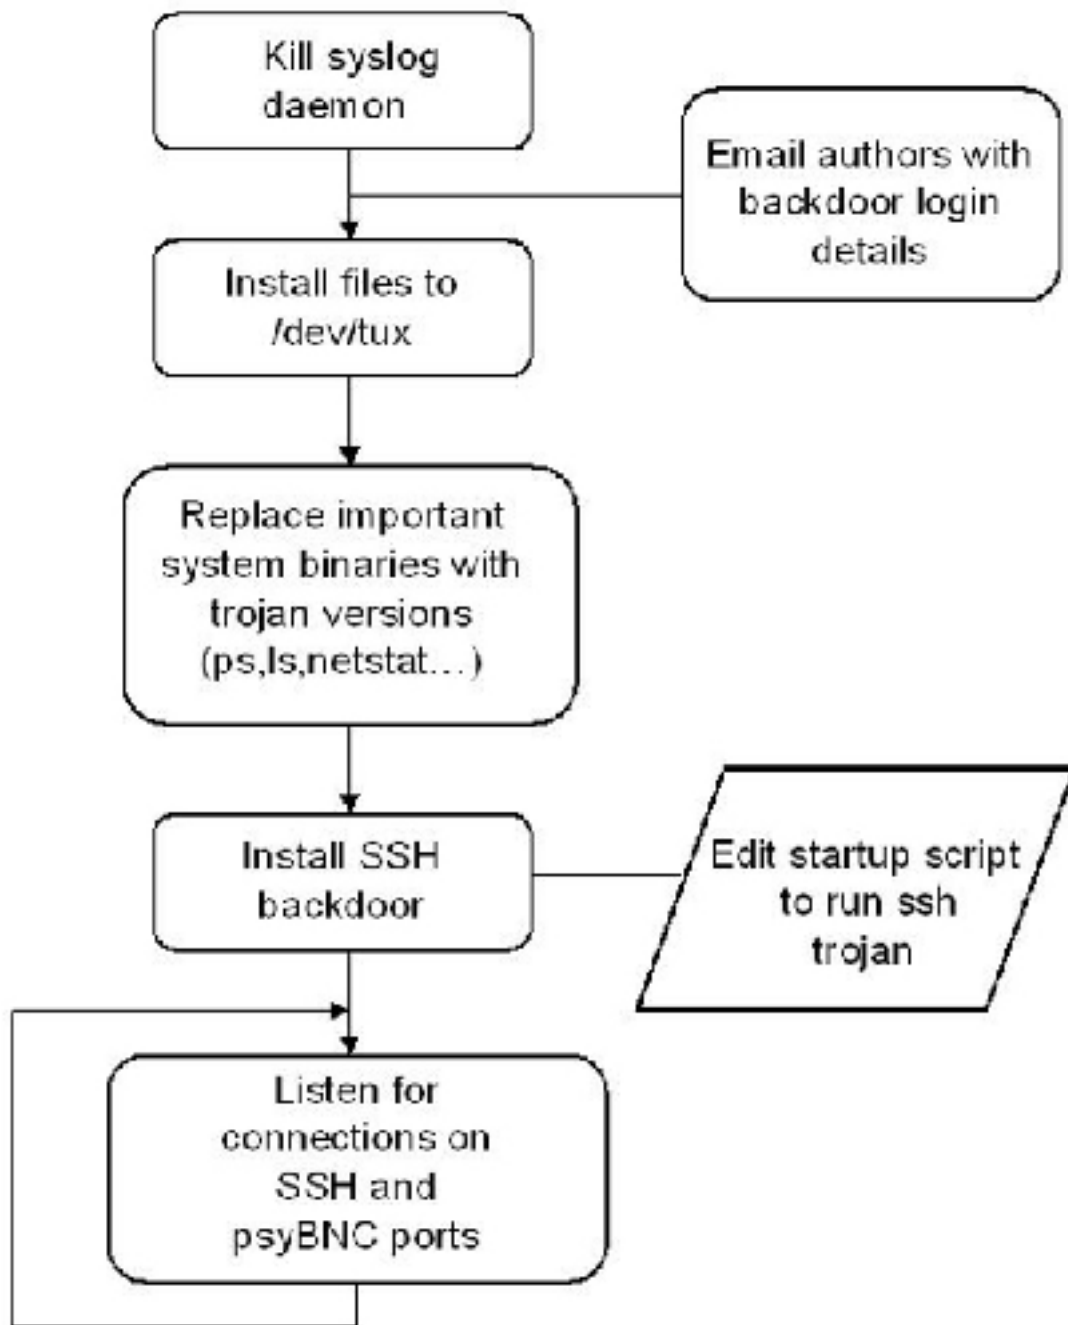 Kill syslog
daemon
Email authors with
backdoor login
details
Install files to
/dev/tux
Replace important
system binaries with
trojan versions
(ps,ls,netstat...)
Install SSH
backdoor
Edit startup script
to run ssh
trojan
Listen for
connections on
SSH and
psyBNC ports